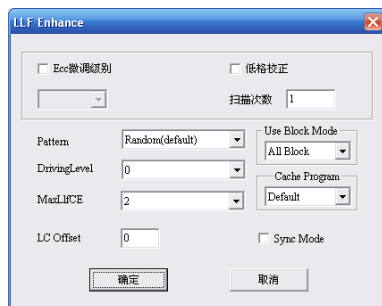 LLF Enhance
Ecc微调级别
低格校正
扫描次数 1
Pattern Random(default)
Use Block Mode
All Block
DrivingLevel 0
Cache Program
Default
MaxLlfCE 2
LC Offset 0
Sync Mode
确定 取消